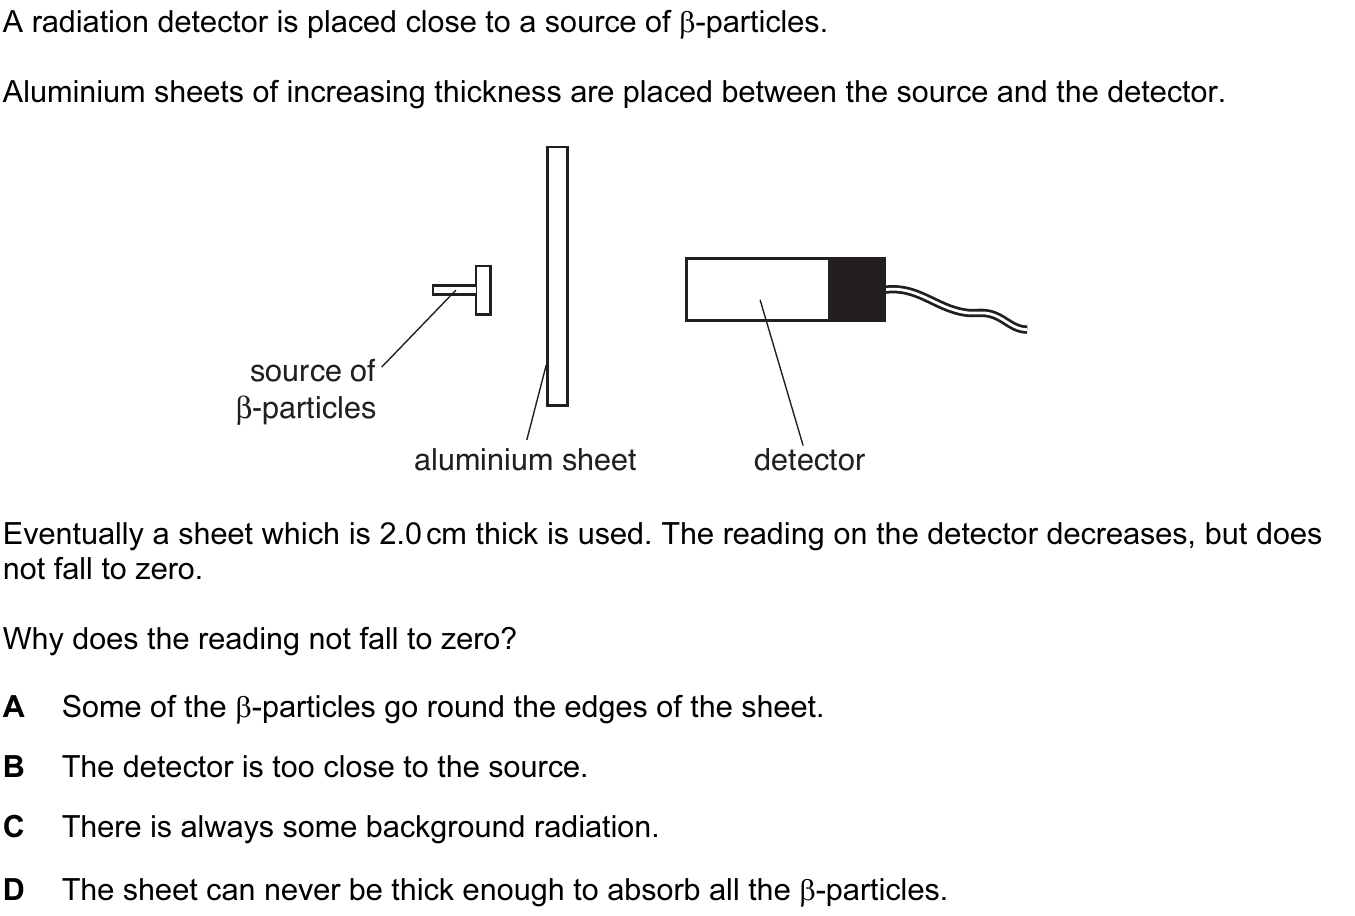 A radiation detector is placed close to a source of β-particles.
Aluminium sheets of increasing thickness are placed between the source and the detector.
source of
β-particles
aluminium sheet
detector
Eventually a sheet which is 2.0 cm thick is used. The reading on the detector decreases, but does
not fall to zero.
Why does the reading not fall to zero?
A Some of the β-particles go round the edges of the sheet.
B The detector is too close to the source.
C There is always some background radiation.
D The sheet can never be thick enough to absorb all the β-particles.